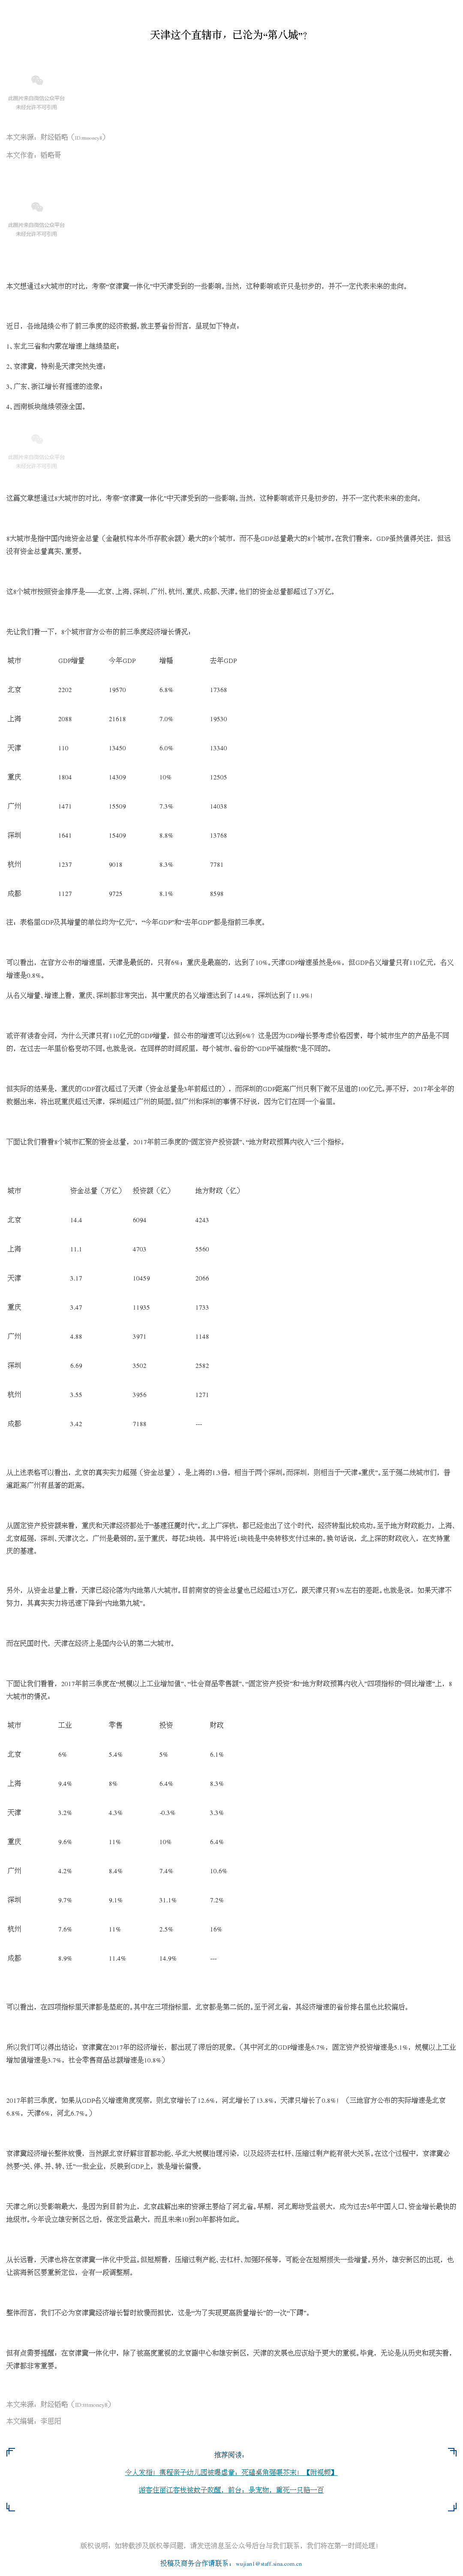 天津这个直辖市，已沦为“第八城”？
此图片来自微信公众平台
未经允许不可引用
本文来源：财经韬略（ID:ttmoney8）
本文作者：韬略哥
此图片来自微信公众平台
未经允许不可引用
本文想通过8大城市的对比，考察“京津冀一体化”中天津受到的一些影响。当然，这种影响或许只是初步的，并不一定代表未来的走向。
近日，各地陆续公布了前三季度的经济数据。就主要省份而言，呈现如下特点：
1、东北三省和内蒙在增速上继续垫底；
2、京津冀，特别是天津突然失速；
3、广东、浙江增长有提速的迹象；
4、西南板块继续领涨全国。
此图片来自微信公众平台
未经允许不可引用
这篇文章想通过8大城市的对比，考察“京津冀一体化”中天津受到的一些影响。当然，这种影响或许只是初步的，并不一定代表未来的走向。
8大城市是指中国内地资金总量（金融机构本外币存款余额）最大的8个城市，而不是GDP总量最大的8个城市。在我们看来，GDP虽然值得关注，但远
没有资金总量真实、重要。
这8个城市按照资金排序是——北京、上海、深圳、广州、杭州、重庆、成都、天津。他们的资金总量都超过了3万亿。
先让我们看一下，8个城市官方公布的前三季度经济增长情况：
城市 GDP增量 今年GDP 增幅 去年GDP
北京 2202 19570 6.8% 17368
上海 2088 21618 7.0% 19530
天津 110 13450 6.0% 13340
重庆 1804 14309 10% 12505
广州 1471 15509 7.3% 14038
深圳 1641 15409 8.8% 13768
杭州 1237 9018 8.3% 7781
成都 1127 9725 8.1% 8598
注：表格里GDP及其增量的单位均为“亿元”，“今年GDP”和“去年GDP”都是指前三季度。
可以看出，在官方公布的增速里，天津是最低的，只有6%；重庆是最高的，达到了10%。天津GDP增速虽然是6%，但GDP名义增量只有110亿元，名义
增速是0.8%。
从名义增量、增速上看，重庆、深圳都非常突出，其中重庆的名义增速达到了14.4%，深圳达到了11.9%！
或许有读者会问，为什么天津只有110亿元的GDP增量，但公布的增速可以达到6%？这是因为GDP增长要考虑价格因素，每个城市生产的产品是不同
的，在过去一年里价格变动不同。也就是说，在同样的时间段里，每个城市、省份的“GDP平减指数”是不同的。
但实际的结果是，重庆的GDP首次超过了天津（资金总量是3年前超过的），而深圳的GDP距离广州只剩下微不足道的100亿元。弄不好，2017年全年的
数据出来，将出现重庆超过天津，深圳超过广州的局面。但广州和深圳的事情不好说，因为它们在同一个省里。
下面让我们看看8个城市汇聚的资金总量，2017年前三季度的“固定资产投资额”、“地方财政预算内收入”三个指标。
城市 资金总量（万亿） 投资额（亿） 地方财政（亿）
北京 14.4 6094 4243
上海 11.1 4703 5560
天津 3.17 10459 2066
重庆 3.47 11935 1733
广州 4.88 3971 1148
深圳 6.69 3502 2582
杭州 3.55 3956 1271
成都 3.42 7188 ---
从上述表格可以看出，北京的真实实力超强（资金总量），是上海的1.3倍，相当于两个深圳。而深圳，则相当于“天津+重庆”。至于强二线城市们，普
遍距离广州有显著的距离。
从固定资产投资额来看，重庆和天津经济都处于“基建狂魔时代”。北上广深杭，都已经走出了这个时代，经济转型比较成功。至于地方财政能力，上海、
北京超强，深圳、天津次之，广州是最弱的。至于重庆，每花2块钱，其中将近1块钱是中央转移支付过来的。换句话说，北上深的财政收入，在支持重
庆的基建。
另外，从资金总量上看，天津已经沦落为内地第八大城市。目前南京的资金总量也已经超过3万亿，跟天津只有3%左右的差距。也就是说，如果天津不
努力，其真实实力将迅速下降到“内地第九城”。
而在民国时代，天津在经济上是国内公认的第二大城市。
下面让我们看看，2017年前三季度在“规模以上工业增加值”、“社会商品零售额”、“固定资产投资”和“地方财政预算内收入”四项指标的“同比增速”上，8
大城市的情况：
城市 工业 零售 投资 财政
北京 6% 5.4% 5% 6.1%
上海 9.4% 8% 6.4% 8.3%
天津 3.2% 4.3% -0.3% 3.3%
重庆 9.6% 11% 10% 6.4%
广州 4.2% 8.4% 7.4% 10.6%
深圳 9.7% 9.1% 31.1% 7.2%
杭州 7.6% 11% 2.5% 16%
成都 8.9% 11.4% 14.9% ---
可以看出，在四项指标里天津都是垫底的。其中在三项指标里，北京都是第二低的。至于河北省，其经济增速的省份排名里也比较偏后。
所以我们可以得出结论：京津冀在2017年的经济增长，都出现了滞后的现象。（其中河北的GDP增速是6.7%，固定资产投资增速是5.1%，规模以上工业
增加值增速是3.7%，社会零售商品总额增速是10.8%）
2017年前三季度，如果从GDP名义增速角度观察，则北京增长了12.6%，河北增长了13.8%，天津只增长了0.8%！（三地官方公布的实际增速是北京
6.8%，天津6%，河北6.7%。）
京津冀经济增长整体放慢，当然跟北京纾解非首都功能、华北大规模治理污染，以及经济去杠杆、压缩过剩产能有很大关系。在这个过程中，京津冀必
然要“关、停、并、转、迁”一批企业，反映到GDP上，就是增长偏慢。
天津之所以受影响最大，是因为到目前为止，北京疏解出来的资源主要给了河北省。早期，河北廊坊受益很大，成为过去5年中国人口、资金增长最快的
地级市。今年设立雄安新区之后，保定受益最大，而且未来10到20年都将如此。
从长远看，天津也将在京津冀一体化中受益。但短期看，压缩过剩产能、去杠杆、加强环保等，可能会在短期损失一些增量。另外，雄安新区的出现，也
让滨海新区要重新定位，会有一段调整期。
整体而言，我们不必为京津冀经济增长暂时放慢而担忧，这是“为了实现更高质量增长”的一次“下蹲”。
但有点需要提醒，在京津冀一体化中，除了被高度重视的北京副中心和雄安新区，天津的发展也应该给予更大的重视。毕竟，无论是从历史和现实看，
天津都非常重要。
本文来源：财经韬略（ID:ttmoney8）
本文编辑：李恩阳
推荐阅读：
令人发指！携程亲子幼儿园被曝虐童，死磕桌角强喂芥末！【附视频】
游客住丽江客栈被蚊子咬醒，前台：是宠物，熏死一只赔一百
版权说明：如转载涉及版权等问题，请发送消息至公众号后台与我们联系，我们将在第一时间处理！
投稿及商务合作请联系：wujian1@staff.sina.com.cn